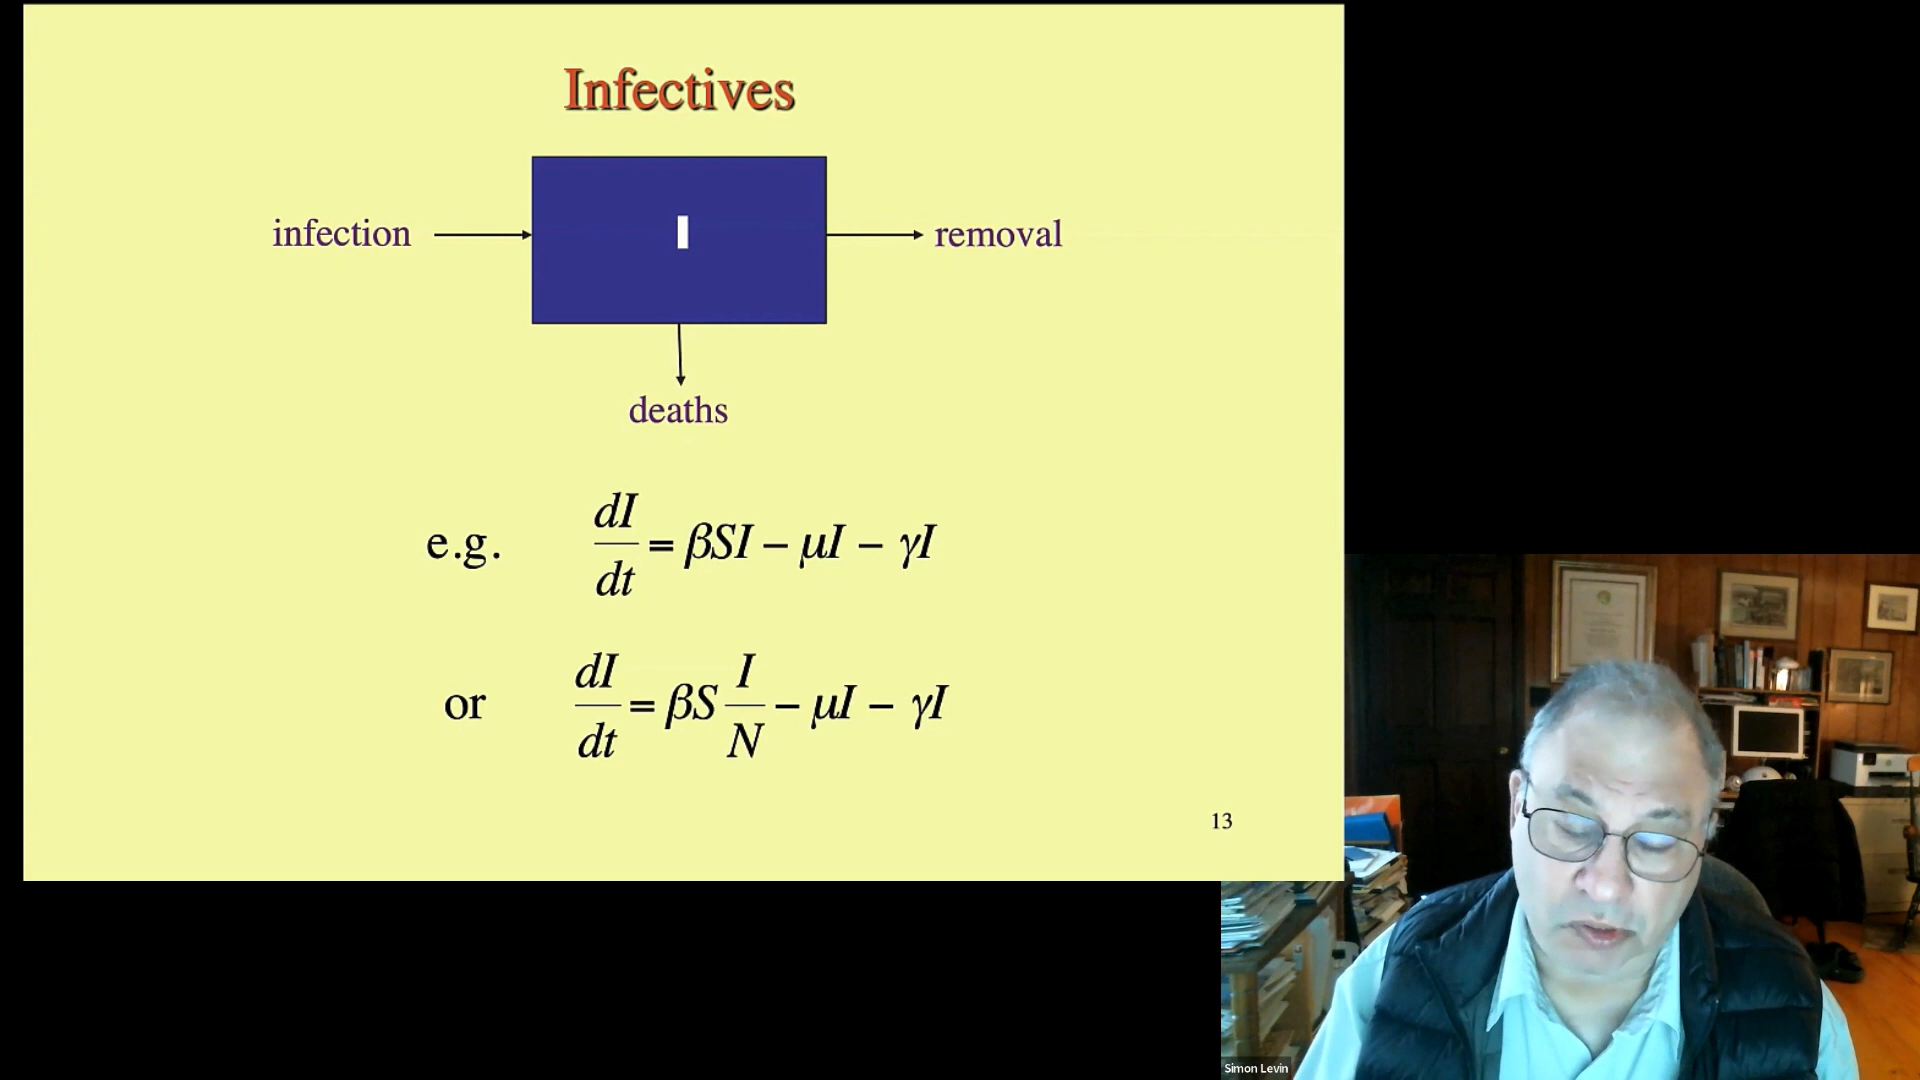 Infectives
infection
I
removal
deaths
e.g. dI/dt = βSI − μI − γI
or dI/dt = βS I/N − μI − γI
13
Simon Levin